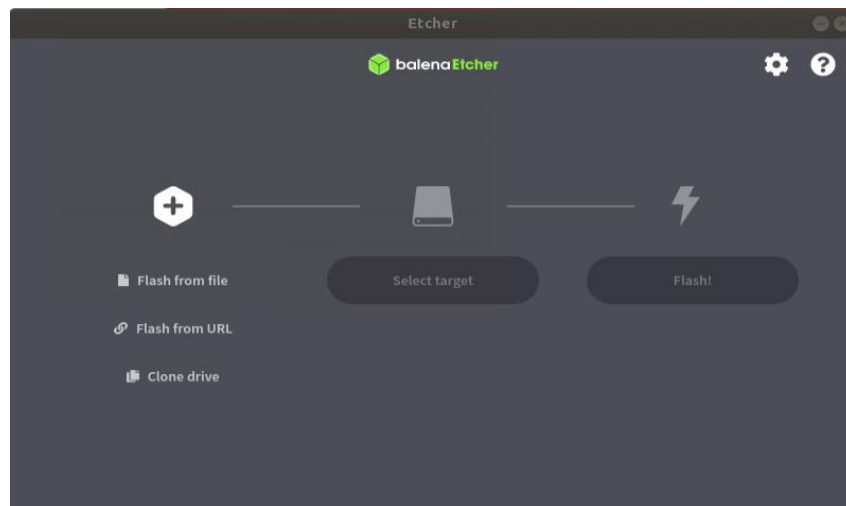 Etcher
balenaEtcher
Flash from file
Select target
Flash!
Flash from URL
Clone drive